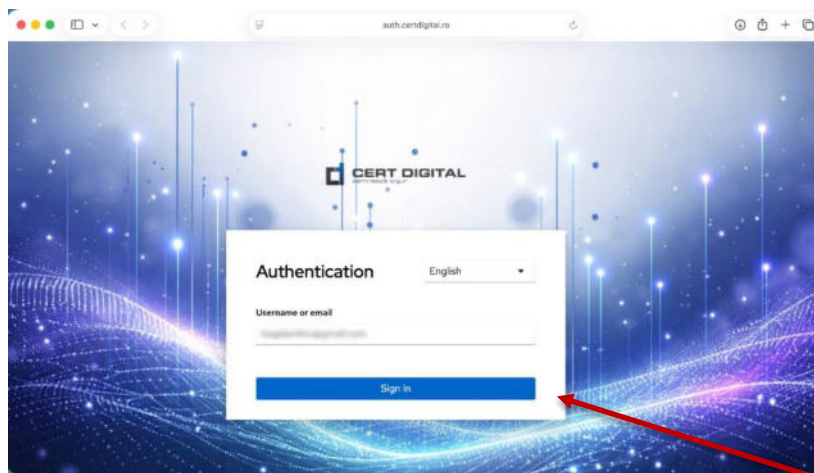 auth.certdigital.ro
CERT DIGITAL
Authentication
English
Username or email
Sign In